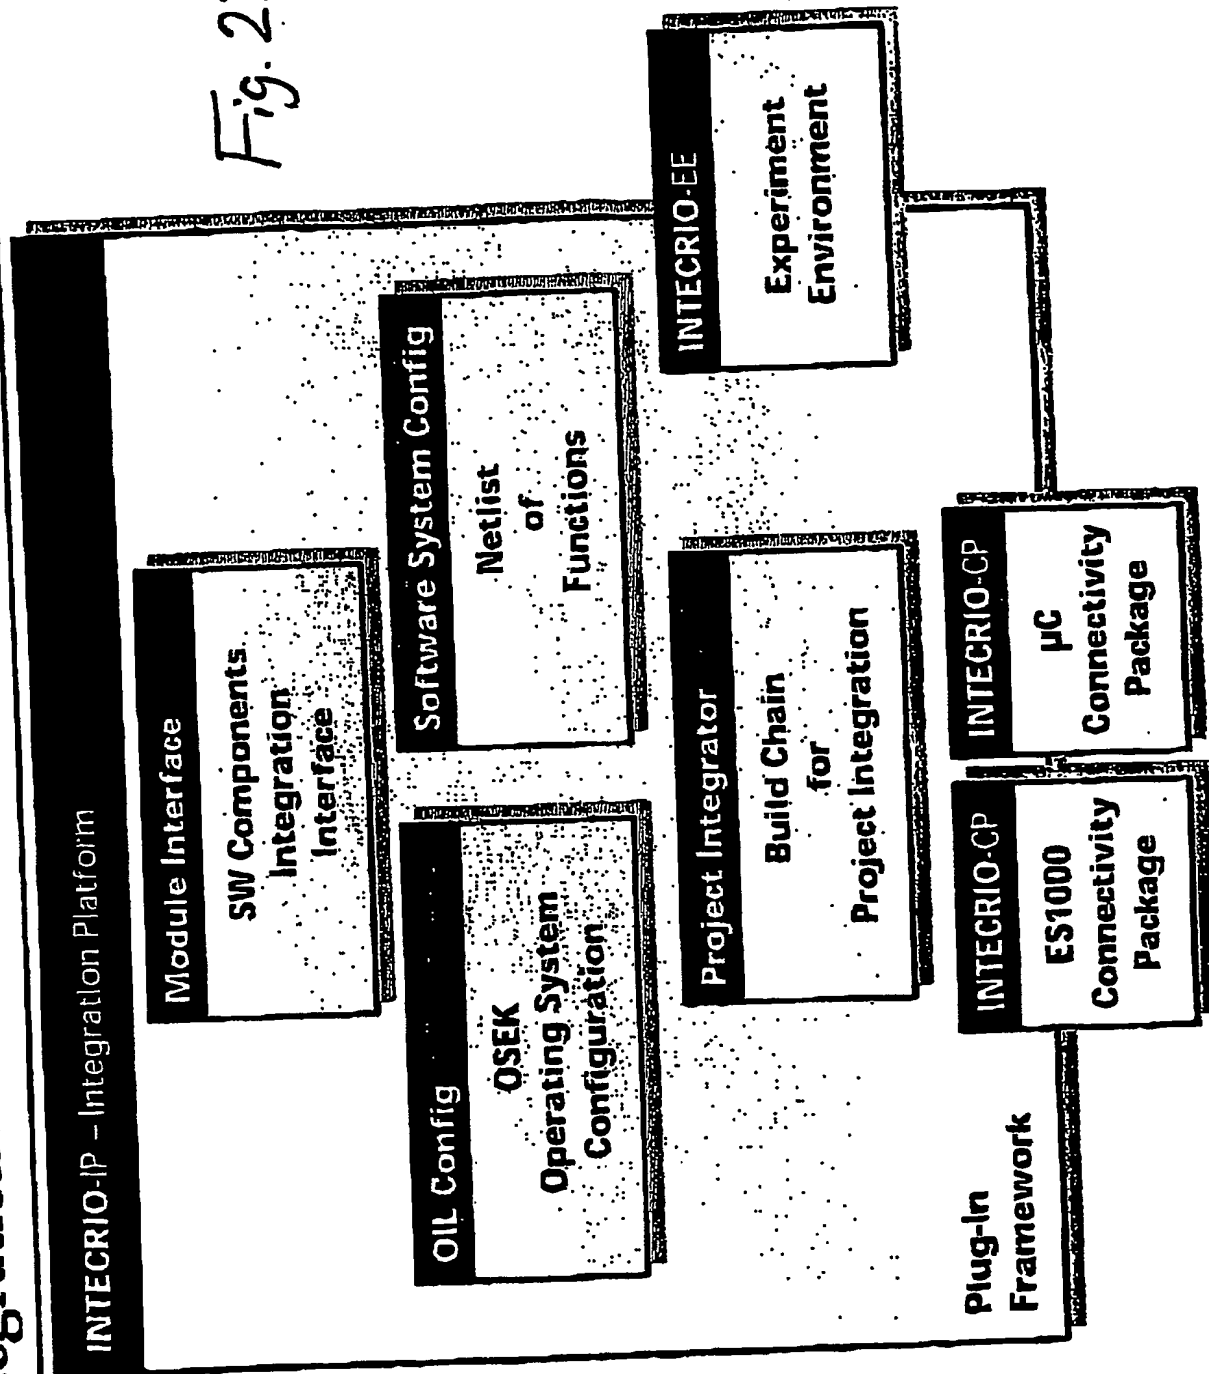 INTECRIO-IP – Integration Platform
Module Interface
SW Components
Integration
Interface
OIL Config
OSEK
Operating System
Configuration
Software System Config
Netlist
of
Functions
Project Integrator
Build Chain
for
Project Integration
INTECRIO-EE
Experiment
Environment
Plug-In
Framework
INTECRIO-CP
ES1000
Connectivity
Package
INTECRIO-CP
µC
Connectivity
Package